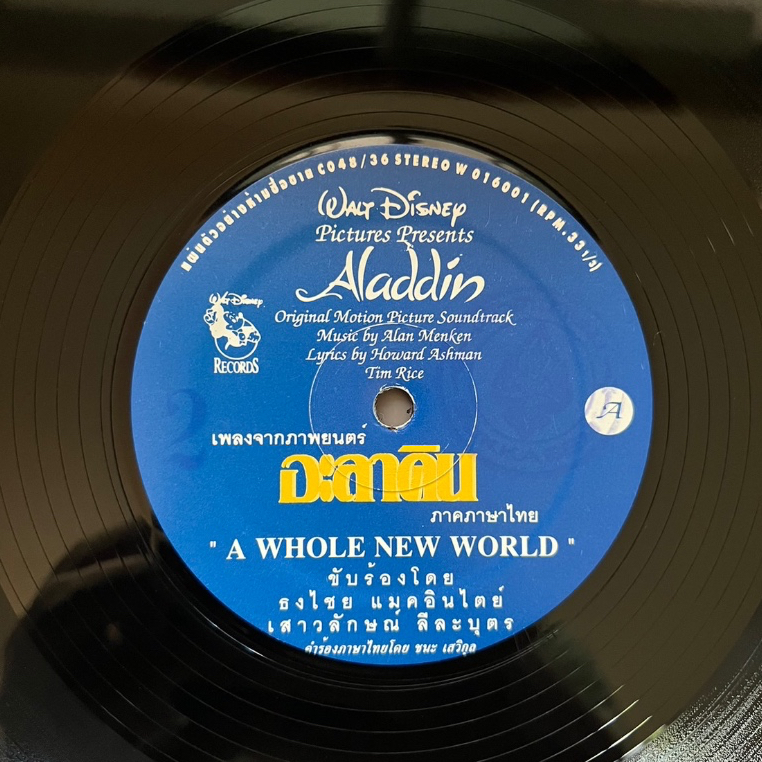 แผ่นตัวอย่างห้ามซื้อขาย C048/36 STEREO W 016001 (RPM.33 1/3)
WALT DISNEY
Pictures Presents
Aladdin
Original Motion Picture Soundtrack
Music by Alan Menken
Lyrics by Howard Ashman
Tim Rice
WALT DISNEY
RECORDS
A
2
เพลงจากภาพยนตร์
อะลาดิน
ภาคภาษาไทย
" A WHOLE NEW WORLD "
ขับร้องโดย
ธงไชย แมคอินไตย์
เสาวลักษณ์ ลีละบุตร
คำร้องภาษาไทยโดย ชนะ เสวิกุล